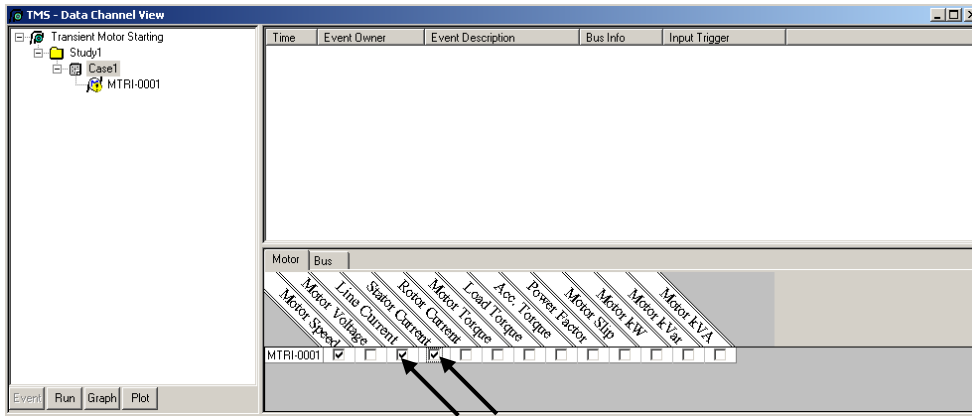 TMS - Data Channel View
Transient Motor Starting
Study1
Case1
MTRI-0001
Time Event Owner Event Description Bus Info Input Trigger
Motor Bus
Motor Speed
Motor Voltage
Line Current
Stator Current
Rotor Current
Motor Torque
Load Torque
Acc. Torque
Power Factor
Motor Slip
Motor kW
Motor kVar
Motor kVA
MTRI-0001
Event Run Graph Plot